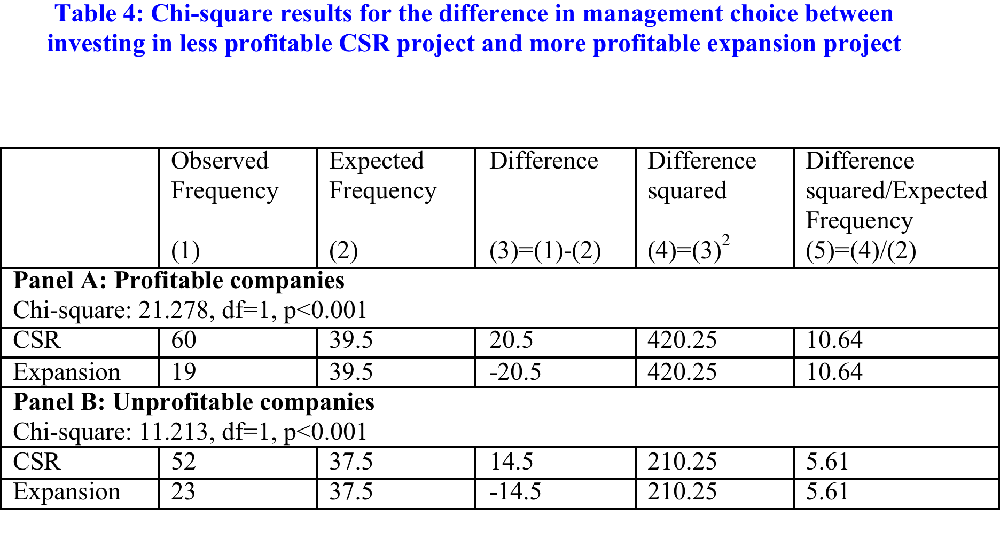 Table 4: Chi-square results for the difference in management choice between
investing in less profitable CSR project and more profitable expansion project
Observed Frequency (1) Expected Frequency (2) Difference (3)=(1)-(2) Difference squared (4)=(3)² Difference squared/Expected Frequency (5)=(4)/(2)
Panel A: Profitable companies
Chi-square: 21.278, df=1, p<0.001
CSR 60 39.5 20.5 420.25 10.64
Expansion 19 39.5 -20.5 420.25 10.64
Panel B: Unprofitable companies
Chi-square: 11.213, df=1, p<0.001
CSR 52 37.5 14.5 210.25 5.61
Expansion 23 37.5 -14.5 210.25 5.61